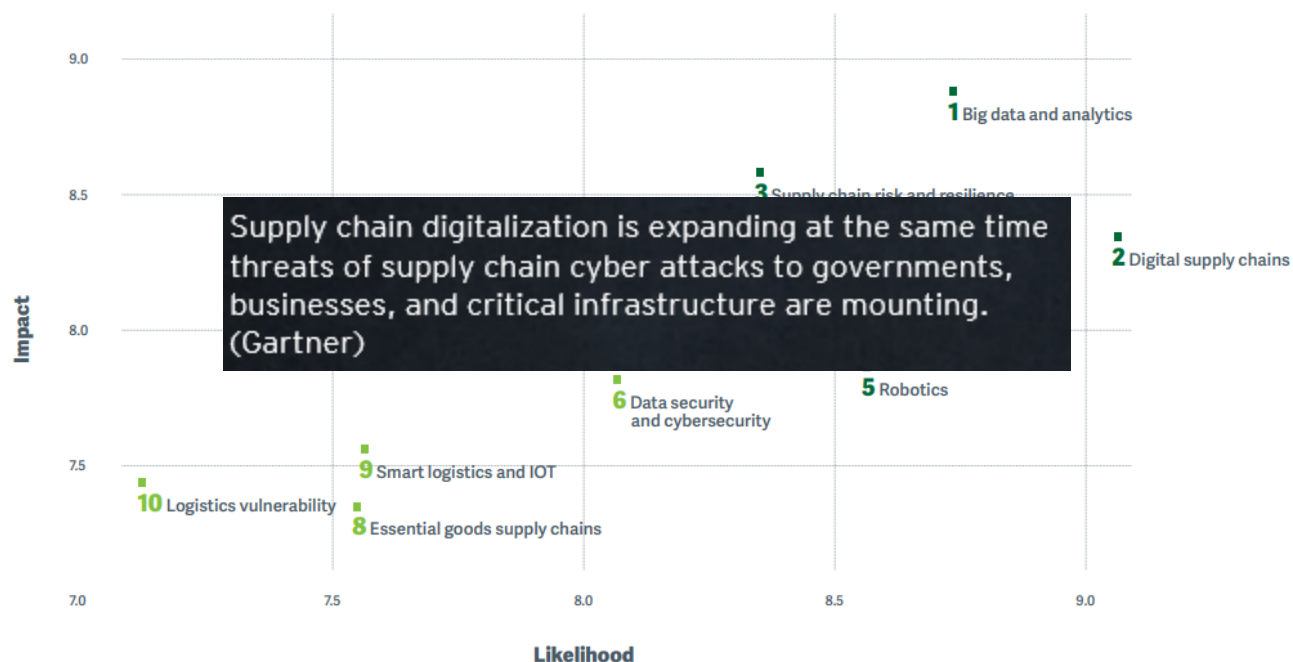 9.0
1 Big data and analytics
8.5
3 Supply chain risk and resilience
Supply chain digitalization is expanding at the same time
threats of supply chain cyber attacks to governments,
businesses, and critical infrastructure are mounting.
(Gartner)
2 Digital supply chains
Impact
8.0
5 Robotics
6 Data security
and cybersecurity
7.5
9 Smart logistics and IOT
10 Logistics vulnerability
8 Essential goods supply chains
7.0
7.5
8.0
8.5
9.0
Likelihood